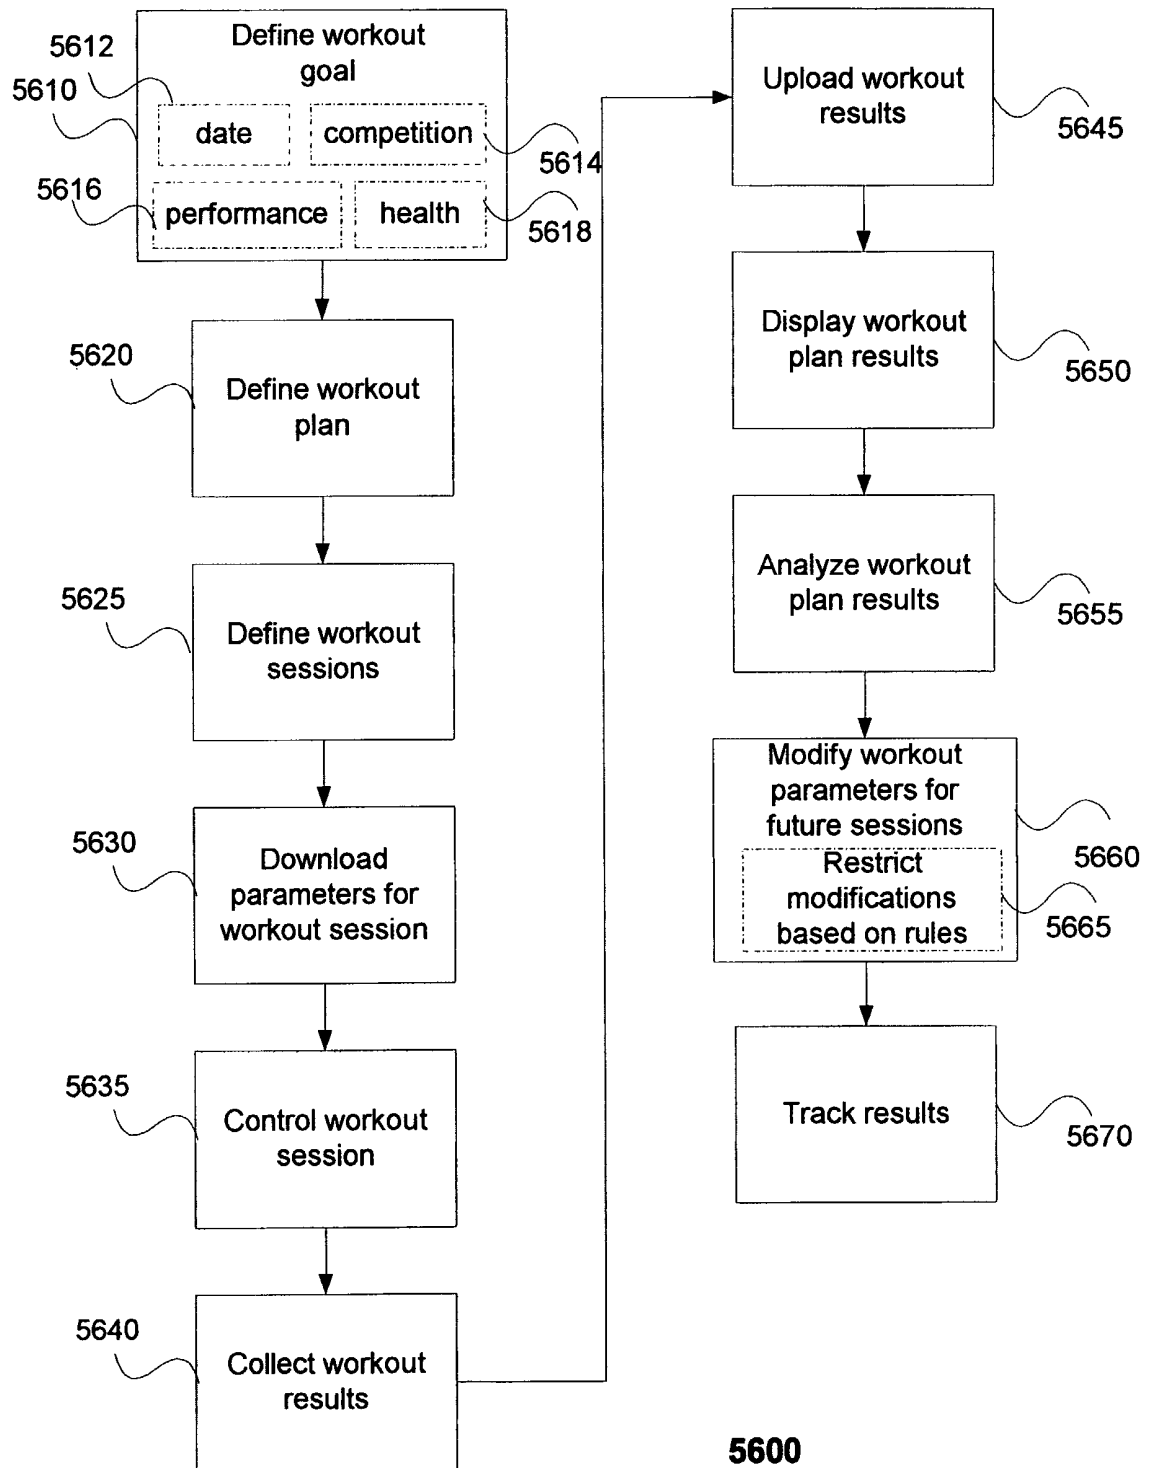 Define workout
goal
5612
5610
date
competition
5614
5616
performance
health
5618
5620
Define workout
plan
5625
Define workout
sessions
5630
Download
parameters for
workout session
5635
Control workout
session
5640
Collect workout
results
Upload workout
results
5645
Display workout
plan results
5650
Analyze workout
plan results
5655
Modify workout
parameters for
future sessions
5660
Restrict
modifications
based on rules
5665
Track results
5670
5600